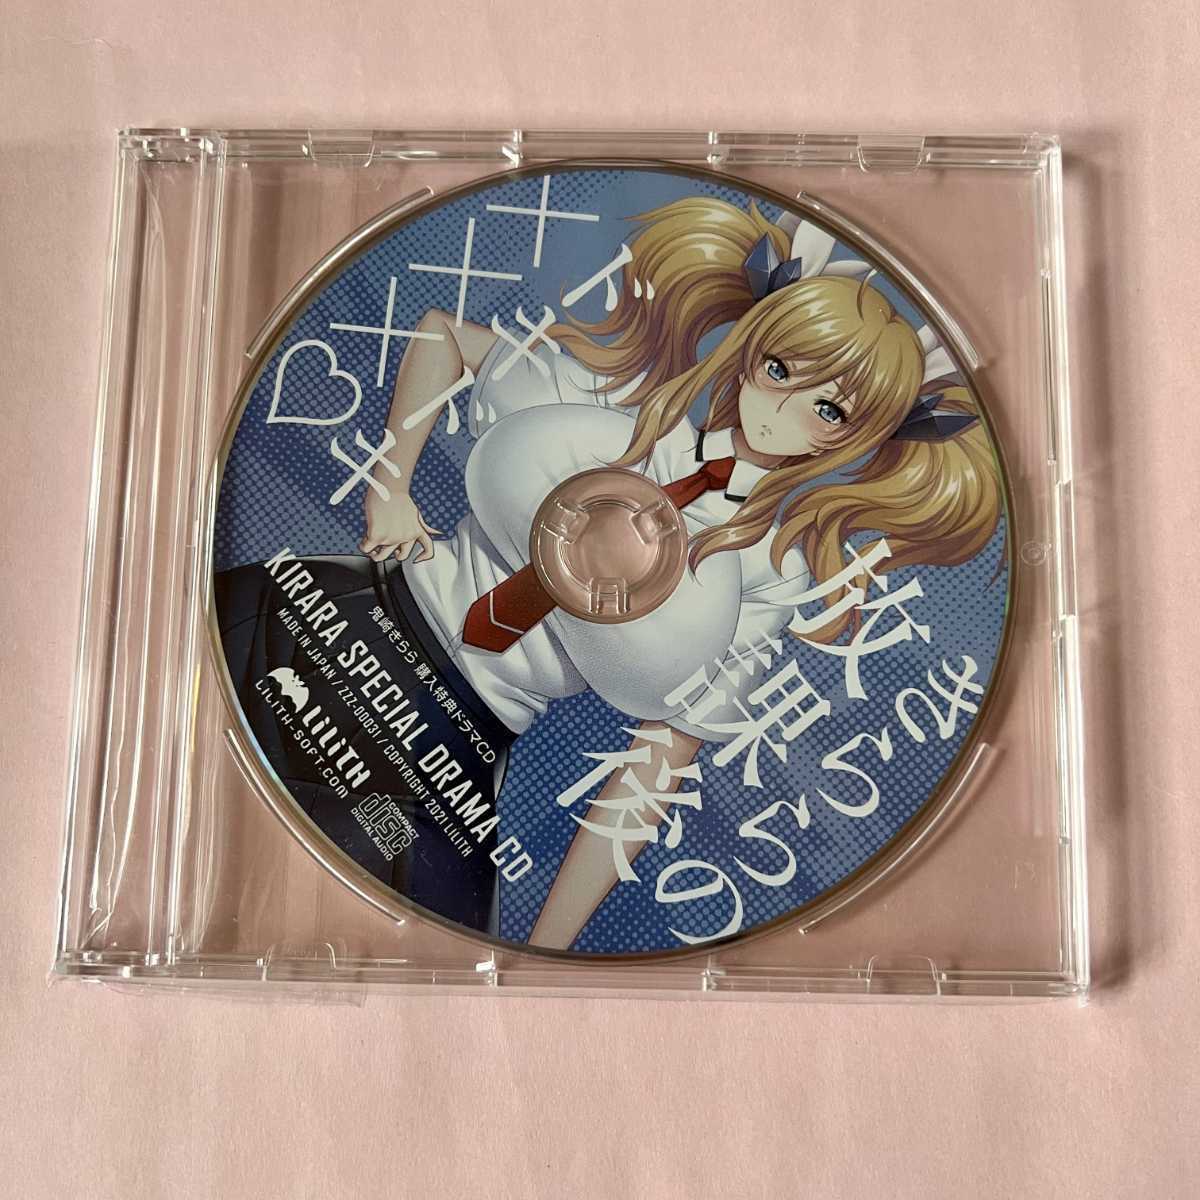 きららの
放課後
ドキドキ
×××♡
鬼崎きらら 購入特典ドラマCD
KIRARA SPECIAL DRAMA CD
MADE IN JAPAN / ZZZ-00031 / COPYRIGHT 2021 LILITH
LiLiTH
LILITH-SOFT.COM
COMPACT
disc
DIGITAL AUDIO